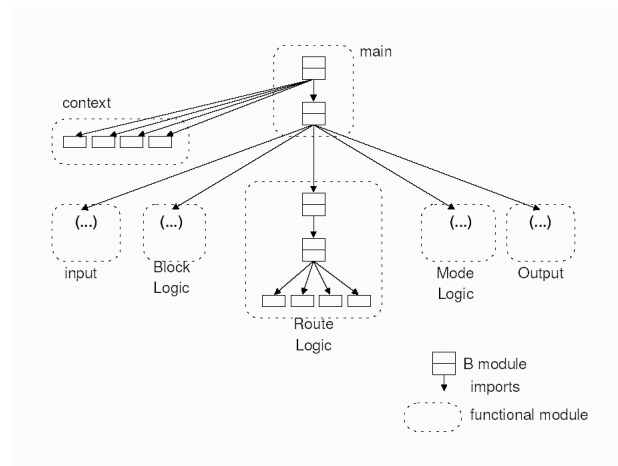 main
context
(...)
(...)
(...)
(...)
input
Block
Logic
Mode
Logic
Output
Route
Logic
B module
imports
functional module